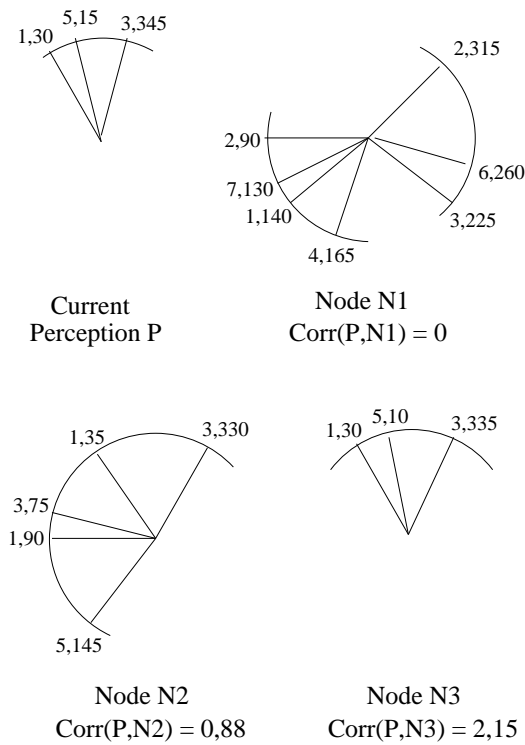 1,30
5,15
3,345
2,315
2,90
6,260
7,130
3,225
1,140
4,165
Current
Perception P
Node N1
Corr(P,N1) = 0
1,35
3,330
3,75
1,90
5,145
1,30
5,10
3,335
Node N2
Corr(P,N2) = 0,88
Node N3
Corr(P,N3) = 2,15